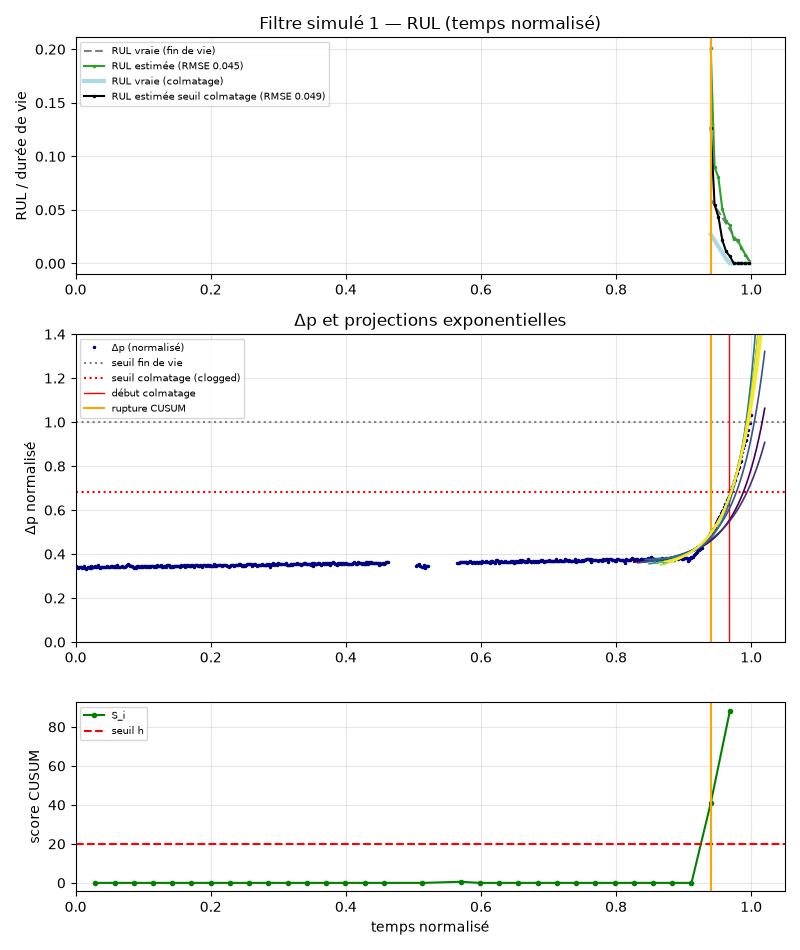 Filtre simulé 1 — RUL (temps normalisé)
RUL / durée de vie
0.20
0.15
0.10
0.05
0.00
RUL vraie (fin de vie)
RUL estimée (RMSE 0.045)
RUL vraie (colmatage)
RUL estimée seuil colmatage (RMSE 0.049)
0.0 0.2 0.4 0.6 0.8 1.0
Δp et projections exponentielles
Δp normalisé
1.4
1.2
1.0
0.8
0.6
0.4
0.2
0.0
Δp (normalisé)
seuil fin de vie
seuil colmatage (clogged)
début colmatage
rupture CUSUM
0.0 0.2 0.4 0.6 0.8 1.0
score CUSUM
80
60
40
20
0
S_i
seuil h
0.0 0.2 0.4 0.6 0.8 1.0
temps normalisé